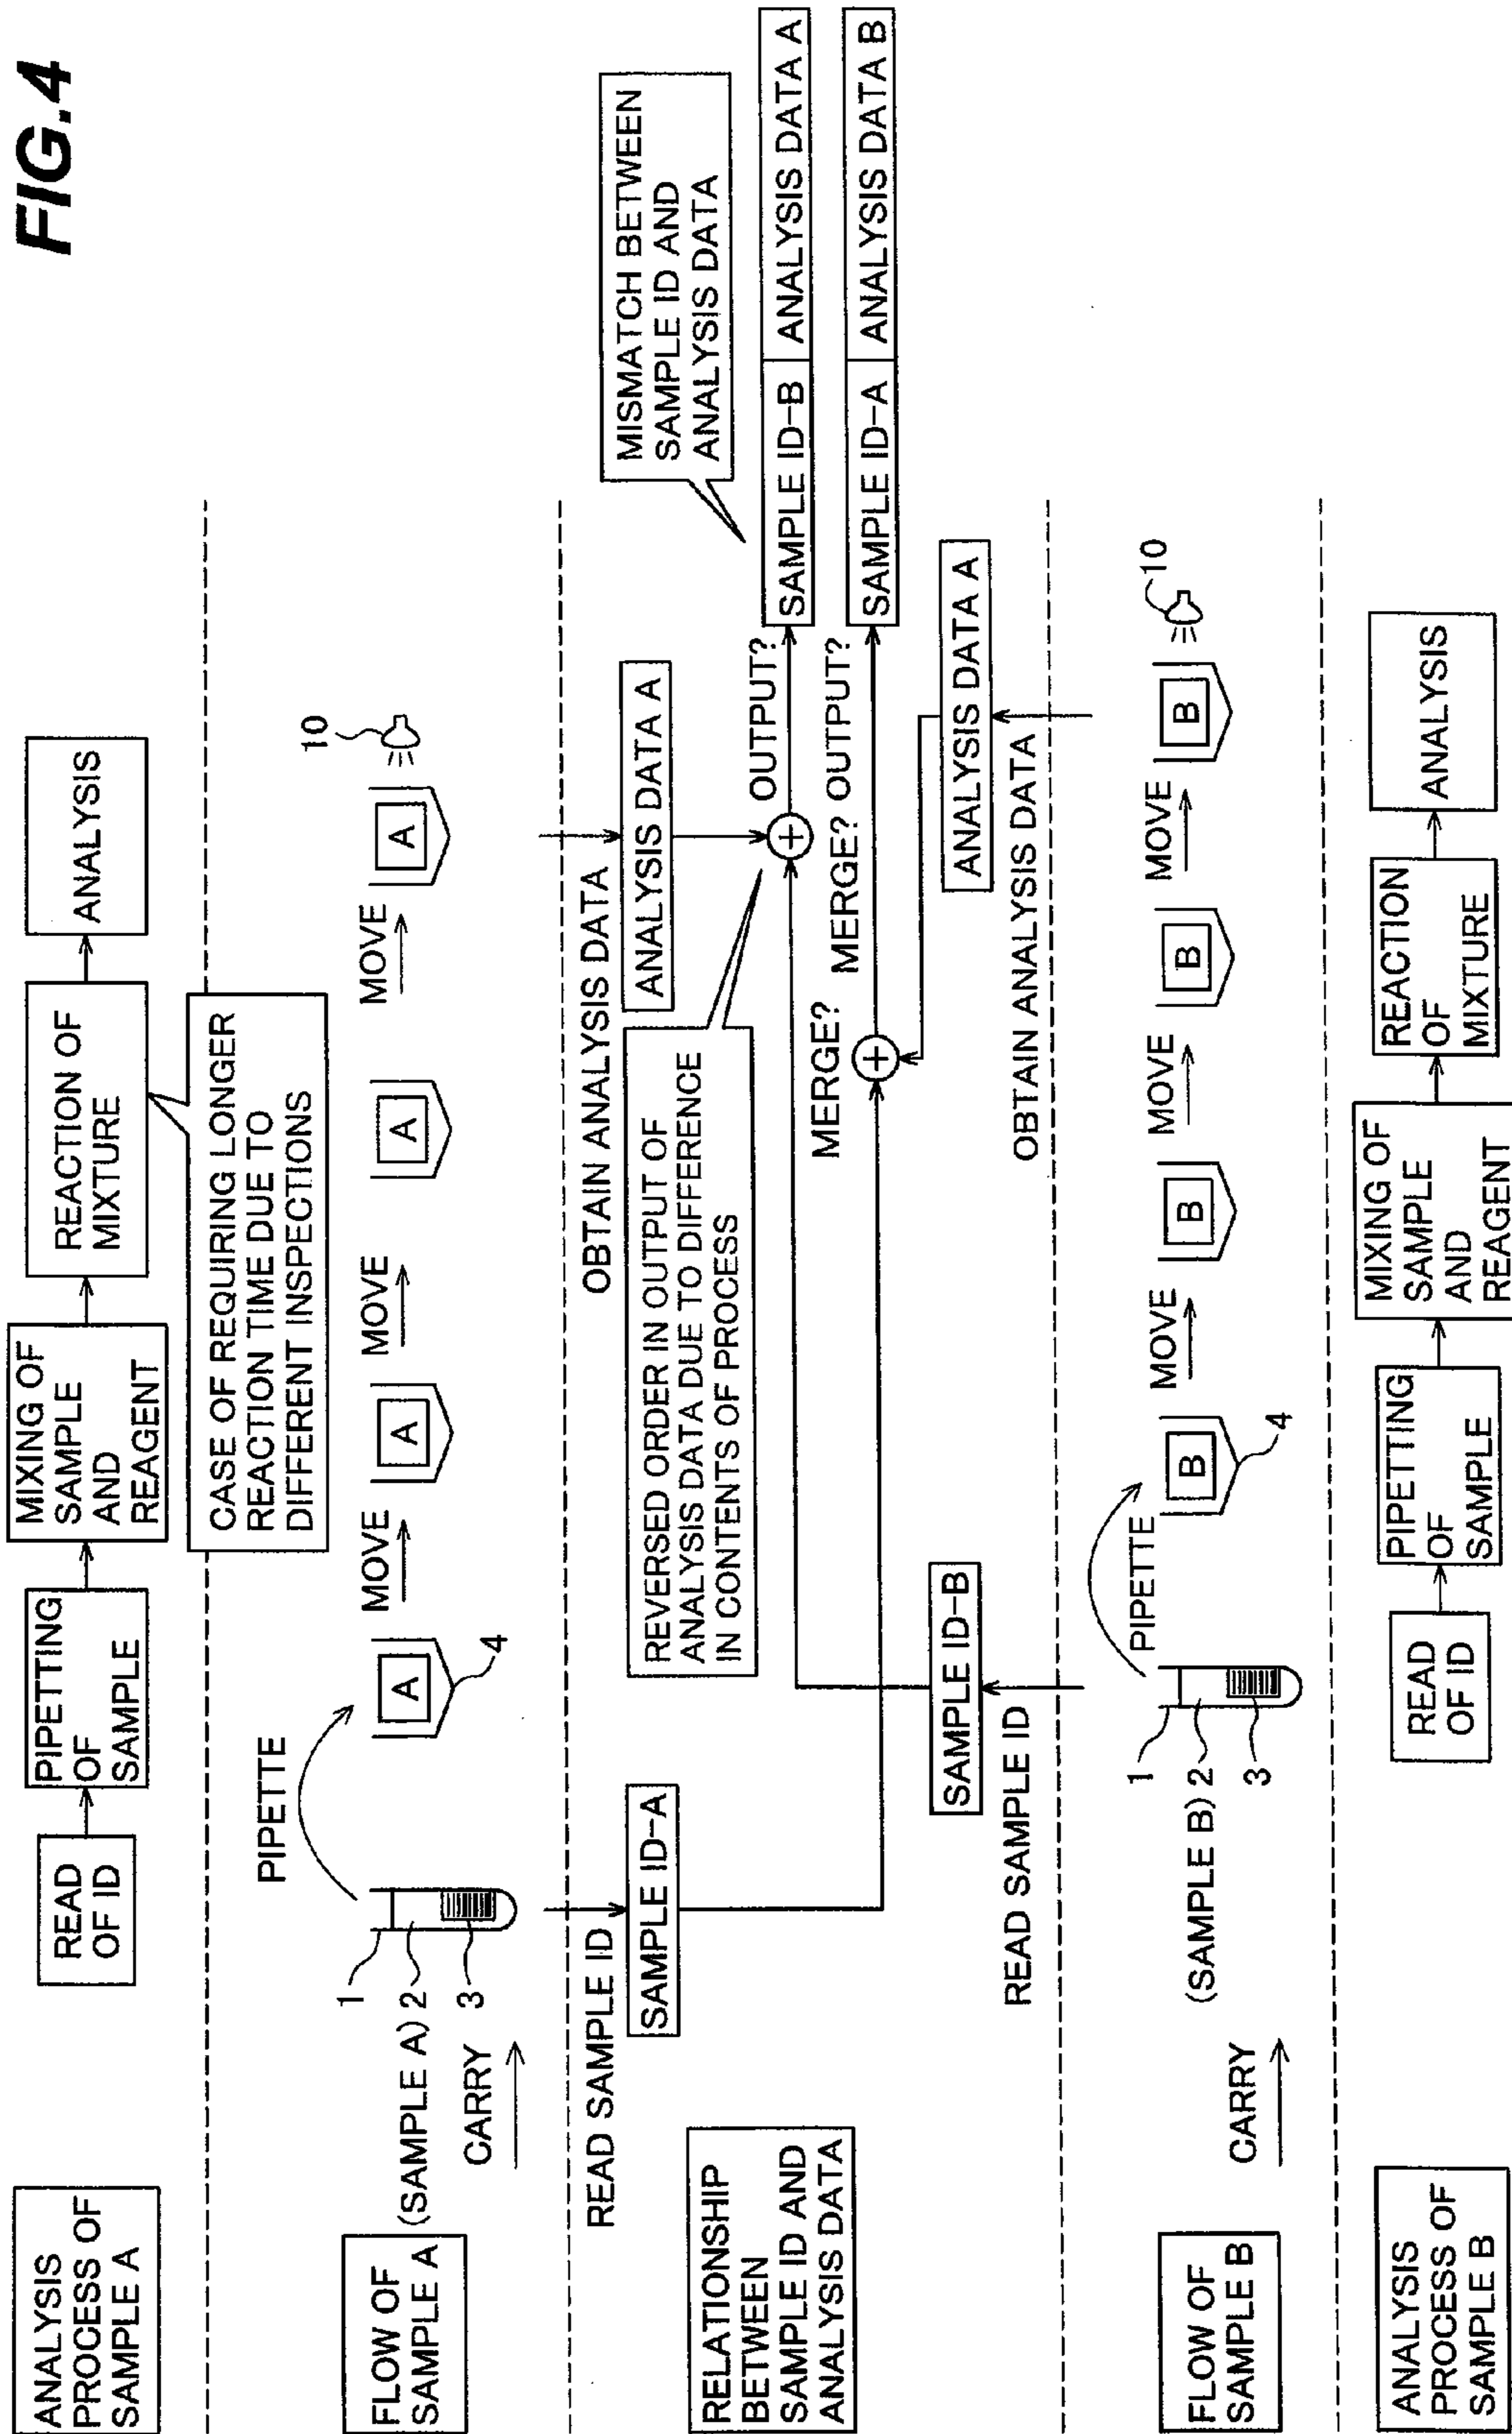 FIG.4
ANALYSIS
PROCESS OF
SAMPLE A
READ
OF ID
PIPETTING
OF
SAMPLE
MIXING OF
SAMPLE
AND
REAGENT
REACTION OF
MIXTURE
ANALYSIS
CASE OF REQUIRING LONGER
REACTION TIME DUE TO
DIFFERENT INSPECTIONS
FLOW OF
SAMPLE A
1
(SAMPLE A) 2
3
CARRY
PIPETTE
A
4
MOVE
A
MOVE
A
MOVE
A
10
READ SAMPLE ID
OBTAIN ANALYSIS DATA
RELATIONSHIP
BETWEEN
SAMPLE ID AND
ANALYSIS DATA
SAMPLE ID-A
ANALYSIS DATA A
REVERSED ORDER IN OUTPUT OF
ANALYSIS DATA DUE TO DIFFERENCE
IN CONTENTS OF PROCESS
MISMATCH BETWEEN
SAMPLE ID AND
ANALYSIS DATA
OUTPUT?
SAMPLE ID-B
ANALYSIS DATA A
MERGE?
MERGE? OUTPUT?
SAMPLE ID-A
ANALYSIS DATA B
SAMPLE ID-B
ANALYSIS DATA A
READ SAMPLE ID
OBTAIN ANALYSIS DATA
FLOW OF
SAMPLE B
1
(SAMPLE B) 2
3
CARRY
PIPETTE
B
4
MOVE
B
MOVE
B
MOVE
B
10
ANALYSIS
PROCESS OF
SAMPLE B
READ
OF ID
PIPETTING
OF
SAMPLE
MIXING OF
SAMPLE
AND
REAGENT
REACTION
OF
MIXTURE
ANALYSIS